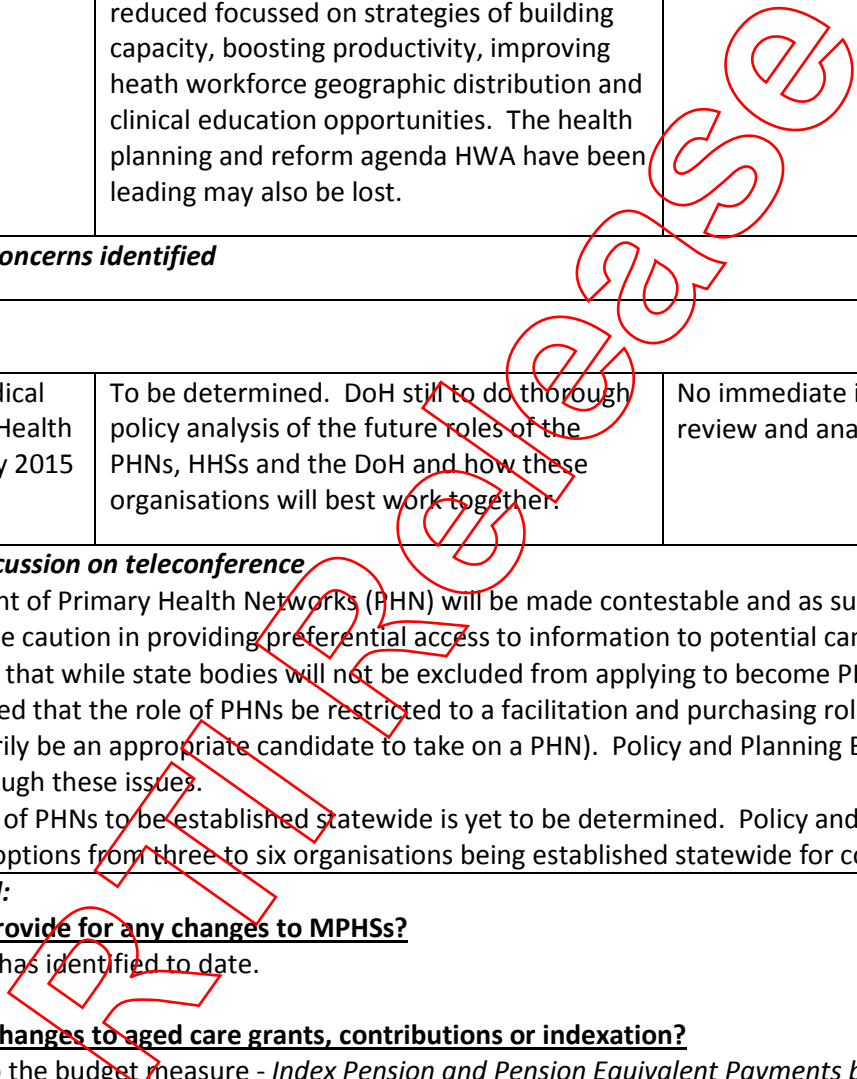 reduced focussed on strategies of building
capacity, boosting productivity, improving
heath workforce geographic distribution and
clinical education opportunities.  The health
planning and reform agenda HWA have been
leading may also be lost.
oncerns identified
dical
Health
y 2015
To be determined.  DoH still to do thorough
policy analysis of the future roles of the
PHNs, HHSs and the DoH and how these
organisations will best work together.
No immediate i
review and ana
cussion on teleconference
nt of Primary Health Networks (PHN) will be made contestable and as su
e caution in providing preferential access to information to potential can
that while state bodies will not be excluded from applying to become PH
ed that the role of PHNs be restricted to a facilitation and purchasing rol
rily be an appropriate candidate to take on a PHN).  Policy and Planning B
ugh these issues.
of PHNs to be established statewide is yet to be determined.  Policy and
options from three to six organisations being established statewide for co
d:
rovide for any changes to MPHSs?
has identified to date.
hanges to aged care grants, contributions or indexation?
o the budget measure - Index Pension and Pension Equivalent Payments b
RTI Release